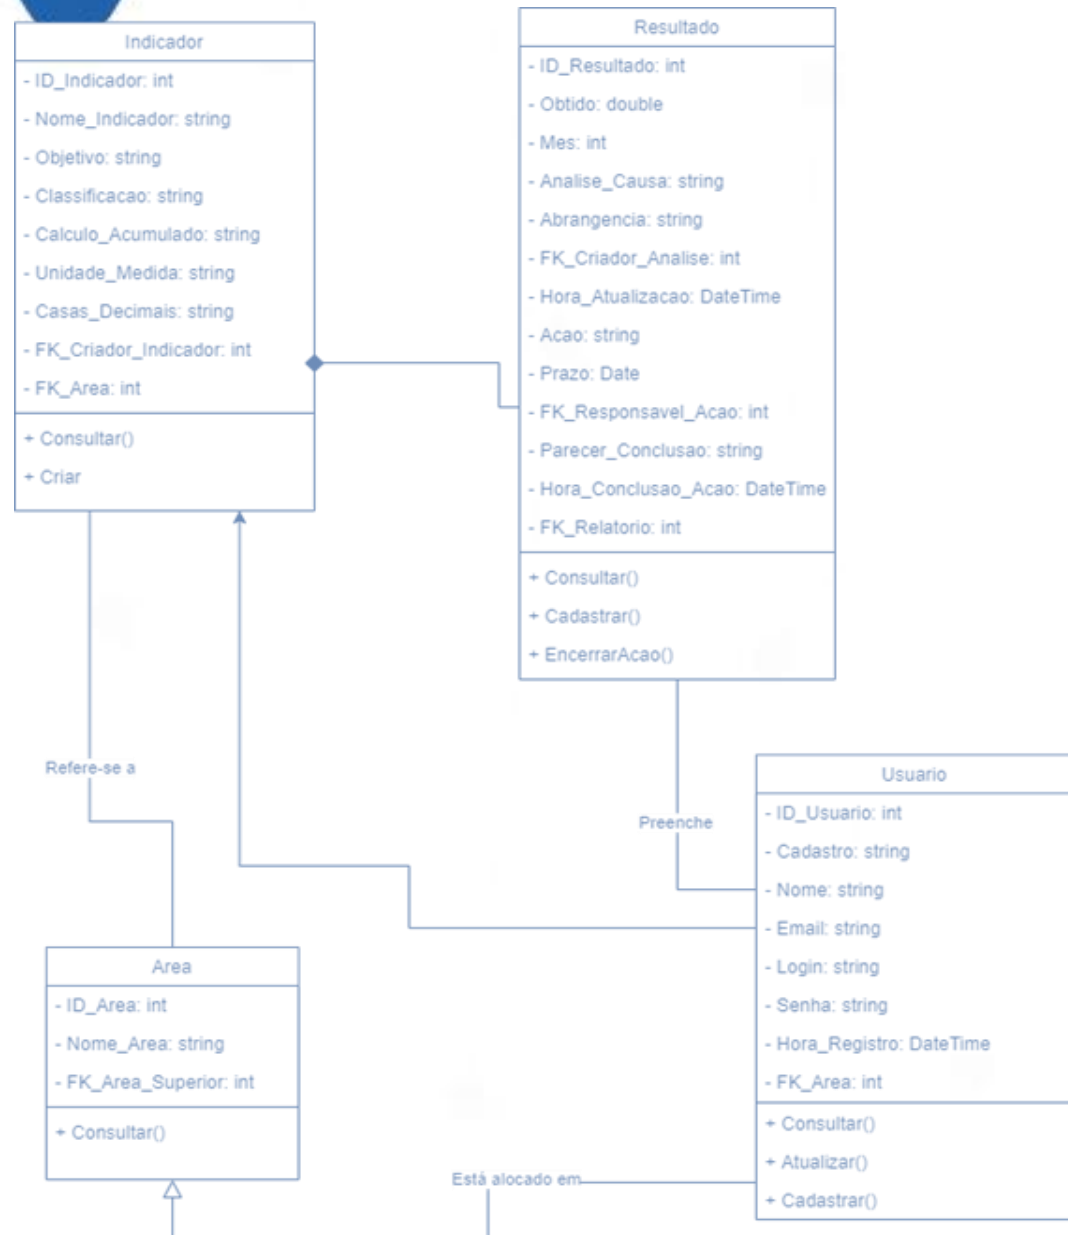 Indicador
- ID_Indicador: int
- Nome_Indicador: string
- Objetivo: string
- Classificacao: string
- Calculo_Acumulado: string
- Unidade_Medida: string
- Casas_Decimais: string
- FK_Criador_Indicador: int
- FK_Area: int
+ Consultar()
+ Criar
Resultado
- ID_Resultado: int
- Obtido: double
- Mes: int
- Analise_Causa: string
- Abrangencia: string
- FK_Criador_Analise: int
- Hora_Atualizacao: DateTime
- Acao: string
- Prazo: Date
- FK_Responsavel_Acao: int
- Parecer_Conclusao: string
- Hora_Conclusao_Acao: DateTime
- FK_Relatorio: int
+ Consultar()
+ Cadastrar()
+ EncerrarAcao()
Refere-se a
Preenche
Usuario
- ID_Usuario: int
- Cadastro: string
- Nome: string
- Email: string
- Login: string
- Senha: string
- Hora_Registro: DateTime
- FK_Area: int
+ Consultar()
+ Atualizar()
+ Cadastrar()
Area
- ID_Area: int
- Nome_Area: string
- FK_Area_Superior: int
+ Consultar()
Está alocado em